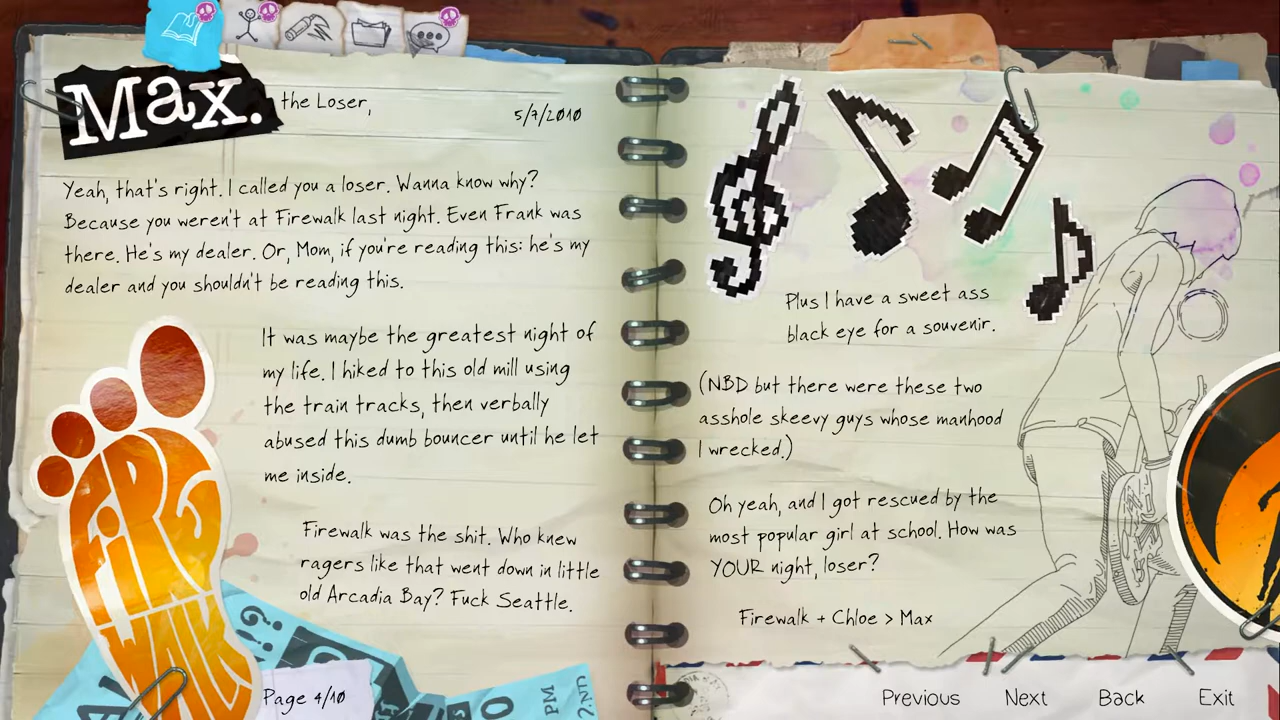 Max.
the Loser,
5/7/2010
Yeah, that's right. I called you a loser. Wanna know why?
Because you weren't at Firewalk last night. Even Frank was
there. He's my dealer. Or, Mom, if you're reading this: he's my
dealer and you shouldn't be reading this.
It was maybe the greatest night of
my life. I hiked to this old mill using
the train tracks, then verbally
abused this dumb bouncer until he let
me inside.
Firewalk was the shit. Who knew
ragers like that went down in little
old Arcadia Bay? Fuck Seattle.
FIRE
WALK
Page 4/10
PM
Plus I have a sweet ass
black eye for a souvenir.
(NBD but there were these two
asshole skeevy guys whose manhood
I wrecked.)
Oh yeah, and I got rescued by the
most popular girl at school. How was
YOUR night, loser?
Firewalk + Chloe > Max
Previous
Next
Back
Exit